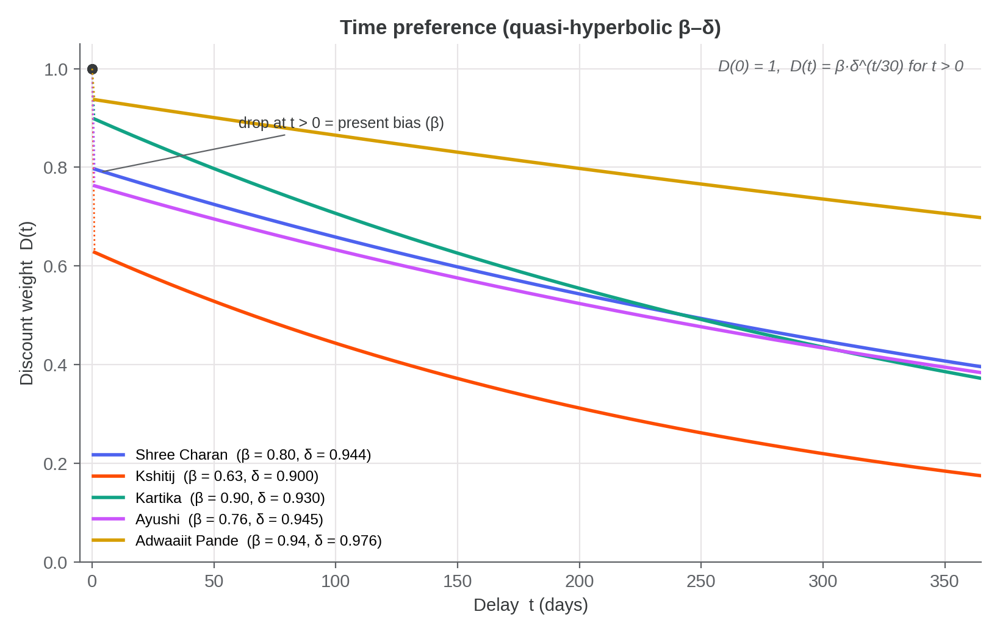 Time preference (quasi-hyperbolic β–δ)
D(0) = 1,  D(t) = β·δ^(t/30) for t > 0
drop at t > 0 = present bias (β)
Discount weight  D(t)
1.0
0.8
0.6
0.4
0.2
0.0
Shree Charan  (β = 0.80, δ = 0.944)
Kshitij  (β = 0.63, δ = 0.900)
Kartika  (β = 0.90, δ = 0.930)
Ayushi  (β = 0.76, δ = 0.945)
Adwaaiit Pande  (β = 0.94, δ = 0.976)
0 50 100 150 200 250 300 350
Delay  t (days)